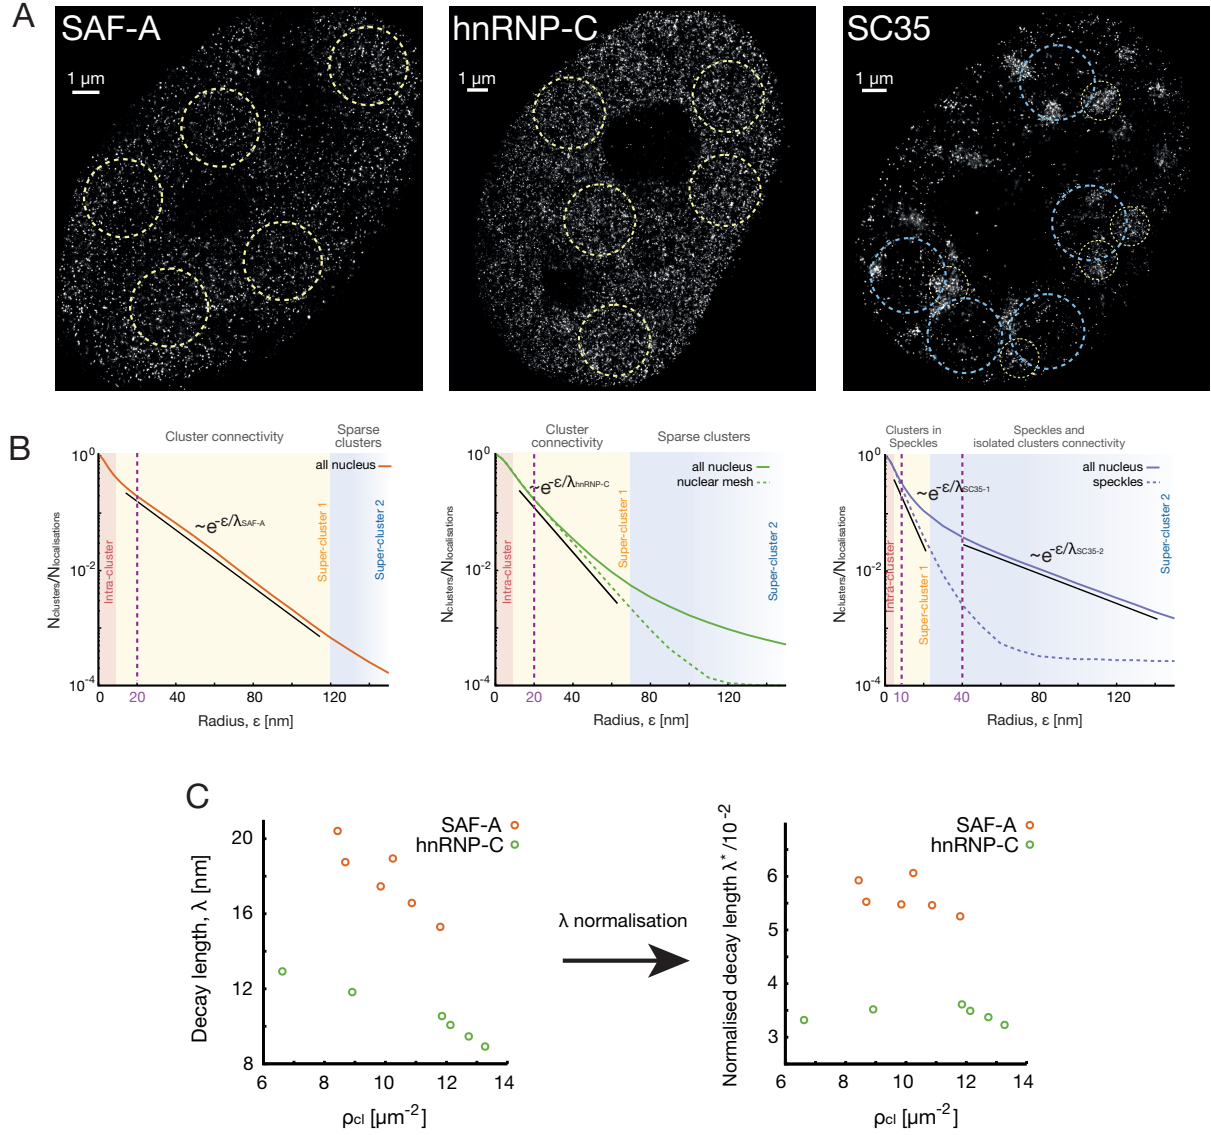 A
SAF-A
hnRNP-C
SC35
1 µm
1 µm
1 µm
B
Cluster connectivity
Sparse
clusters
all nucleus
~e-ε/λSAF-A
Intra-cluster
Super-cluster 1
Super-cluster 2
Nclusters/Nlocalisations
10^0
10^-2
10^-4
0
20
40
80
120
Radius, ε [nm]
Cluster
connectivity
Sparse clusters
all nucleus
nuclear mesh
~e-ε/λhnRNP-C
Intra-cluster
Super-cluster 1
Super-cluster 2
Nclusters/Nlocalisations
10^0
10^-2
10^-4
0
20
40
80
120
Radius, ε [nm]
Clusters in
Speckles
Speckles and
isolated clusters connectivity
all nucleus
speckles
~e-ε/λSC35-1
~e-ε/λSC35-2
Intra-cluster
Super-cluster 1
Super-cluster 2
Nclusters/Nlocalisations
10^0
10^-2
10^-4
0
10
20
40
80
120
Radius, ε [nm]
C
SAF-A
hnRNP-C
Decay length, λ [nm]
20
16
12
8
6
8
10
12
14
ρcl [µm-2]
λ normalisation
SAF-A
hnRNP-C
Normalised decay length λ* /10-2
6
5
3
3
6
8
10
12
14
ρcl [µm-2]